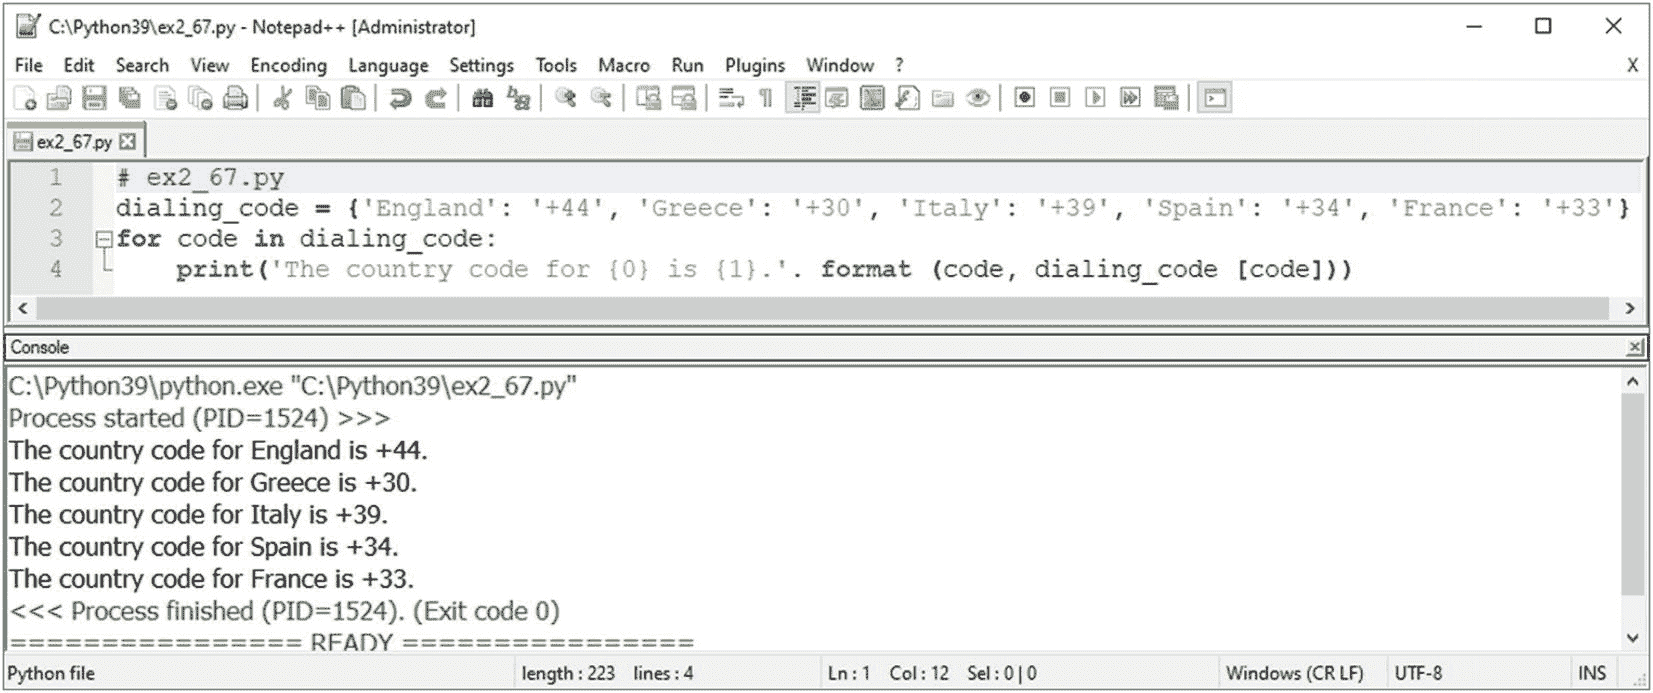 C:\Python39\ex2_67.py - Notepad++ [Administrator]
File Edit Search View Encoding Language Settings Tools Macro Run Plugins Window ? X
ex2_67.py
1 # ex2_67.py
2 dialing_code = {'England': '+44', 'Greece': '+30', 'Italy': '+39', 'Spain': '+34', 'France': '+33'}
3 for code in dialing_code:
4     print('The country code for {0} is {1}.'. format (code, dialing_code [code]))
Console
C:\Python39\python.exe "C:\Python39\ex2_67.py"
Process started (PID=1524) >>>
The country code for England is +44.
The country code for Greece is +30.
The country code for Italy is +39.
The country code for Spain is +34.
The country code for France is +33.
<<< Process finished (PID=1524). (Exit code 0)
================ READY ================
Python file length : 223 lines : 4 Ln : 1 Col : 12 Sel : 0 | 0 Windows (CR LF) UTF-8 INS